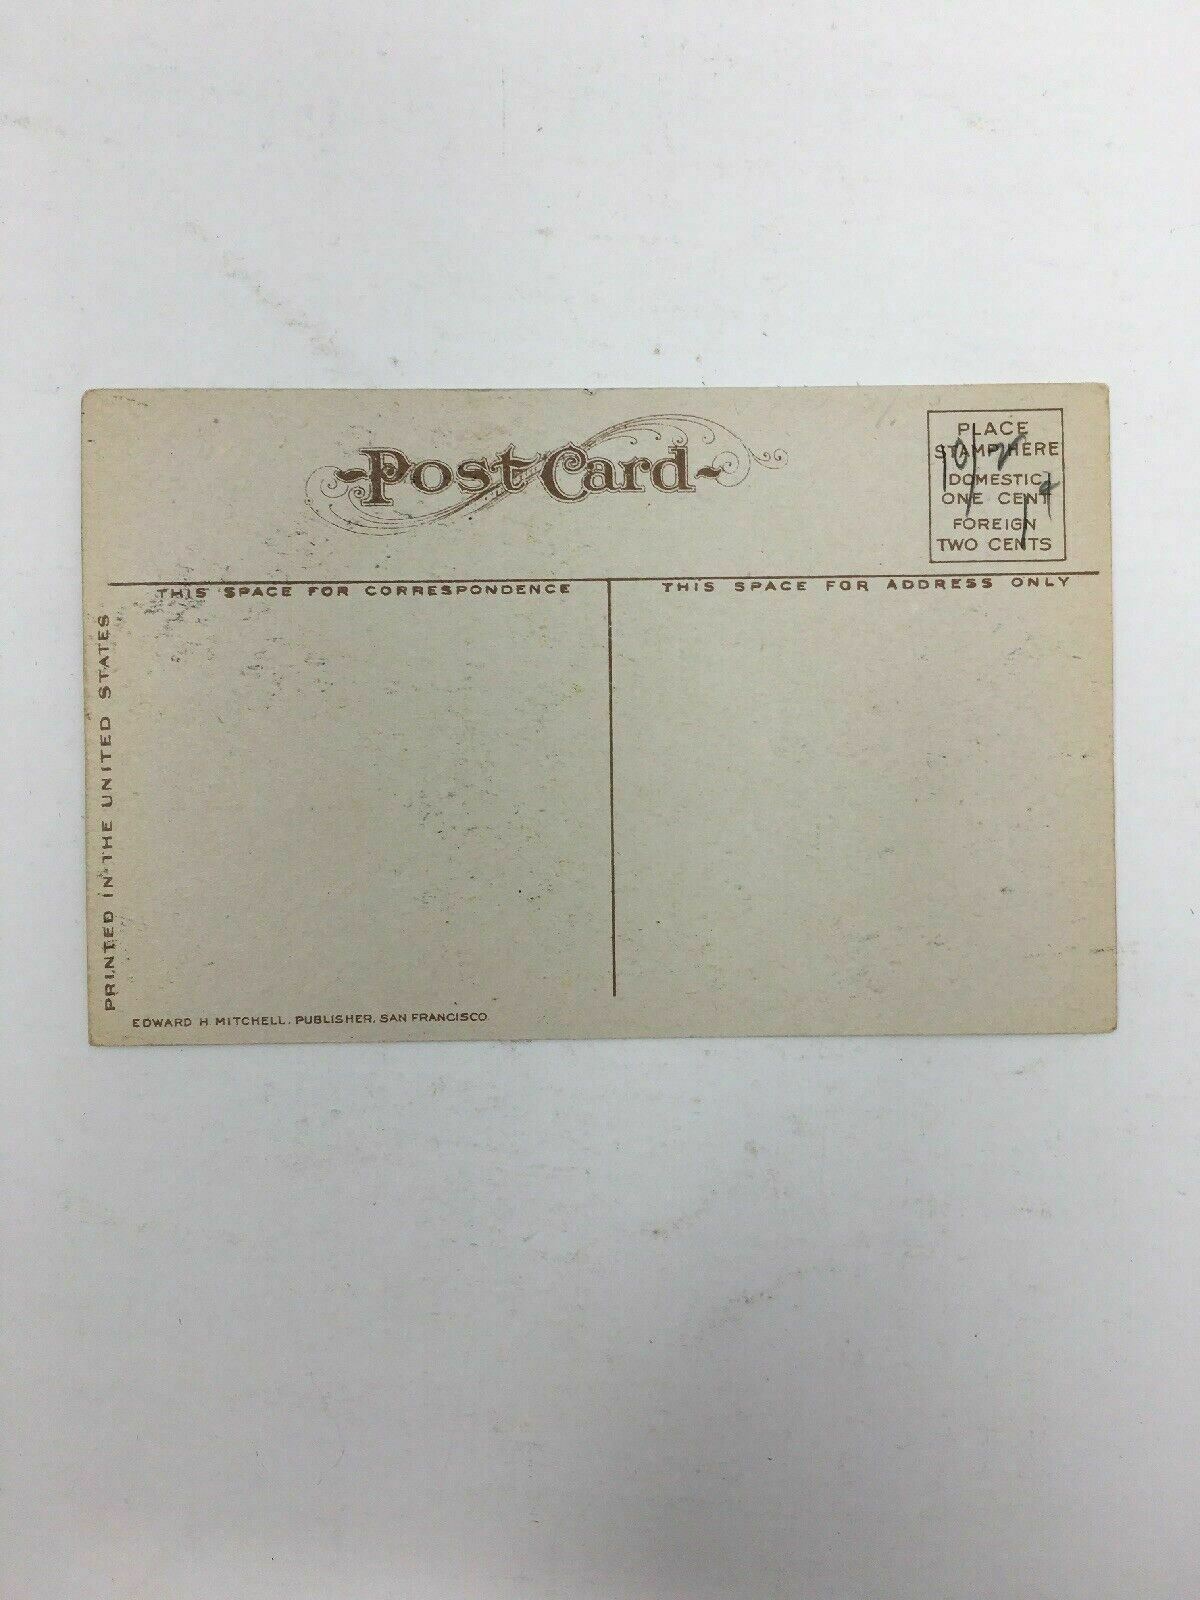 Post Card
PLACE
STAMP HERE
DOMESTIC
ONE CENT
FOREIGN
TWO CENTS
THIS SPACE FOR CORRESPONDENCE
THIS SPACE FOR ADDRESS ONLY
PRINTED IN THE UNITED STATES
EDWARD H. MITCHELL, PUBLISHER, SAN FRANCISCO